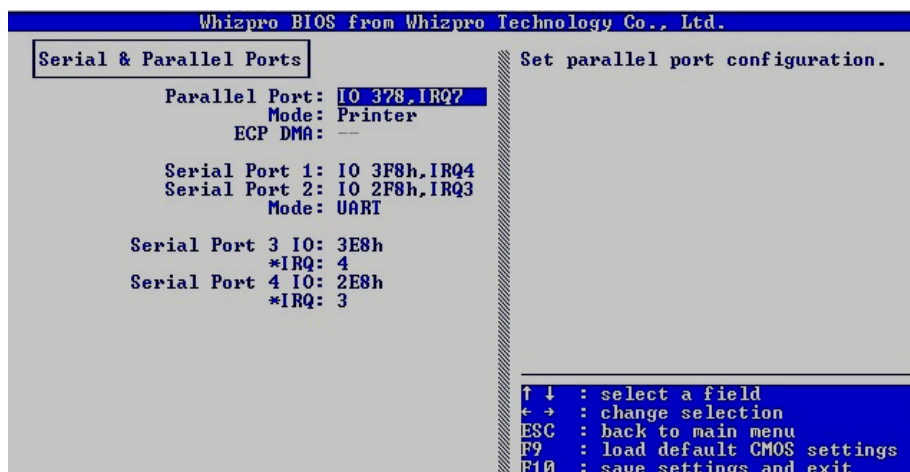 Whizpro BIOS from Whizpro Technology Co., Ltd.
Serial & Parallel Ports
Parallel Port: IO 378,IRQ7
Mode: Printer
ECP DMA: --
Serial Port 1: IO 3F8h,IRQ4
Serial Port 2: IO 2F8h,IRQ3
Mode: UART
Serial Port 3 IO: 3E8h
*IRQ: 4
Serial Port 4 IO: 2E8h
*IRQ: 3
Set parallel port configuration.
↑ ↓ : select a field
← → : change selection
ESC : back to main menu
F9 : load default CMOS settings
F10 : save settings and exit